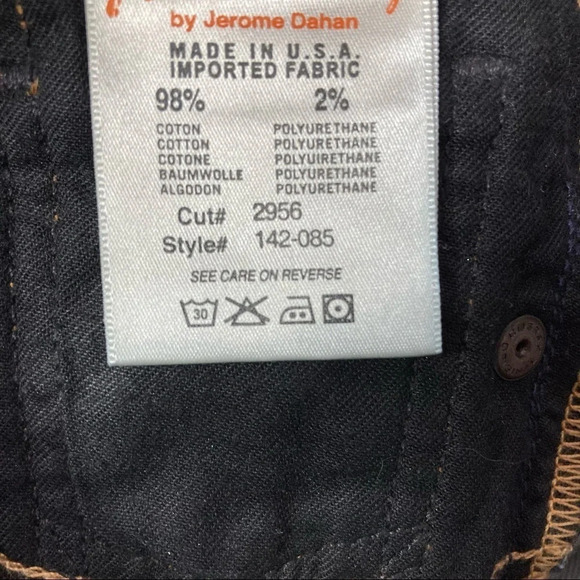 by Jerome Dahan
MADE IN U.S.A.
IMPORTED FABRIC
98% 2%
COTON POLYURETHANE
COTTON POLYURETHANE
COTONE POLYUIRETHANE
BAUMWOLLE POLYURETHANE
ALGODON POLYURETHANE
Cut# 2956
Style# 142-085
SEE CARE ON REVERSE
30